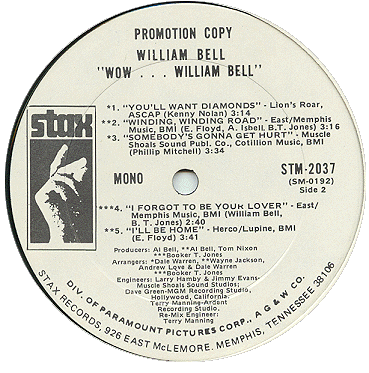 PROMOTION COPY
WILLIAM BELL
"WOW . . . WILLIAM BELL"
*1. "YOU'LL WANT DIAMONDS" - Lion's Roar,
ASCAP (Kenny Nolan) 3:14
**2. "WINDING, WINDING ROAD" - East/Memphis
Music, BMI (E. Floyd, A. Isbell, B.T. Jones) 3:16
**3. "SOMEBODY'S GONNA GET HURT" - Muscle
Shoals Sound Publ. Co., Cotillion Music, BMI
(Phillip Mitchell) 3:34
stax
MONO
STM-2037
(SM-0192)
Side 2
***4. "I FORGOT TO BE YOUR LOVER" - East/
Memphis Music, BMI (William Bell,
B. T. Jones) 2:40
**5. "I'LL BE HOME" - Herco/Lupine, BMI
(E. Floyd) 3:41
Producers: Al Bell, **Al Bell, Tom Nixon
***Booker T. Jones
Arrangers: *Dale Warren, **Wayne Jackson,
Andrew Love & Dale Warren
***Booker T. Jones
Engineers: Larry Hamby & Jimmy Evans-
Muscle Shoals Sound Studios;
Dave Green-MGM Recording Studio,
Hollywood, California;
Terry Manning-Ardent
Recording Studio.
Re-Mix Engineer:
Terry Manning
DIV. OF PARAMOUNT PICTURES CORP., A G & W CO.
STAX RECORDS, 926 EAST McLEMORE. MEMPHIS, TENNESSEE 38106